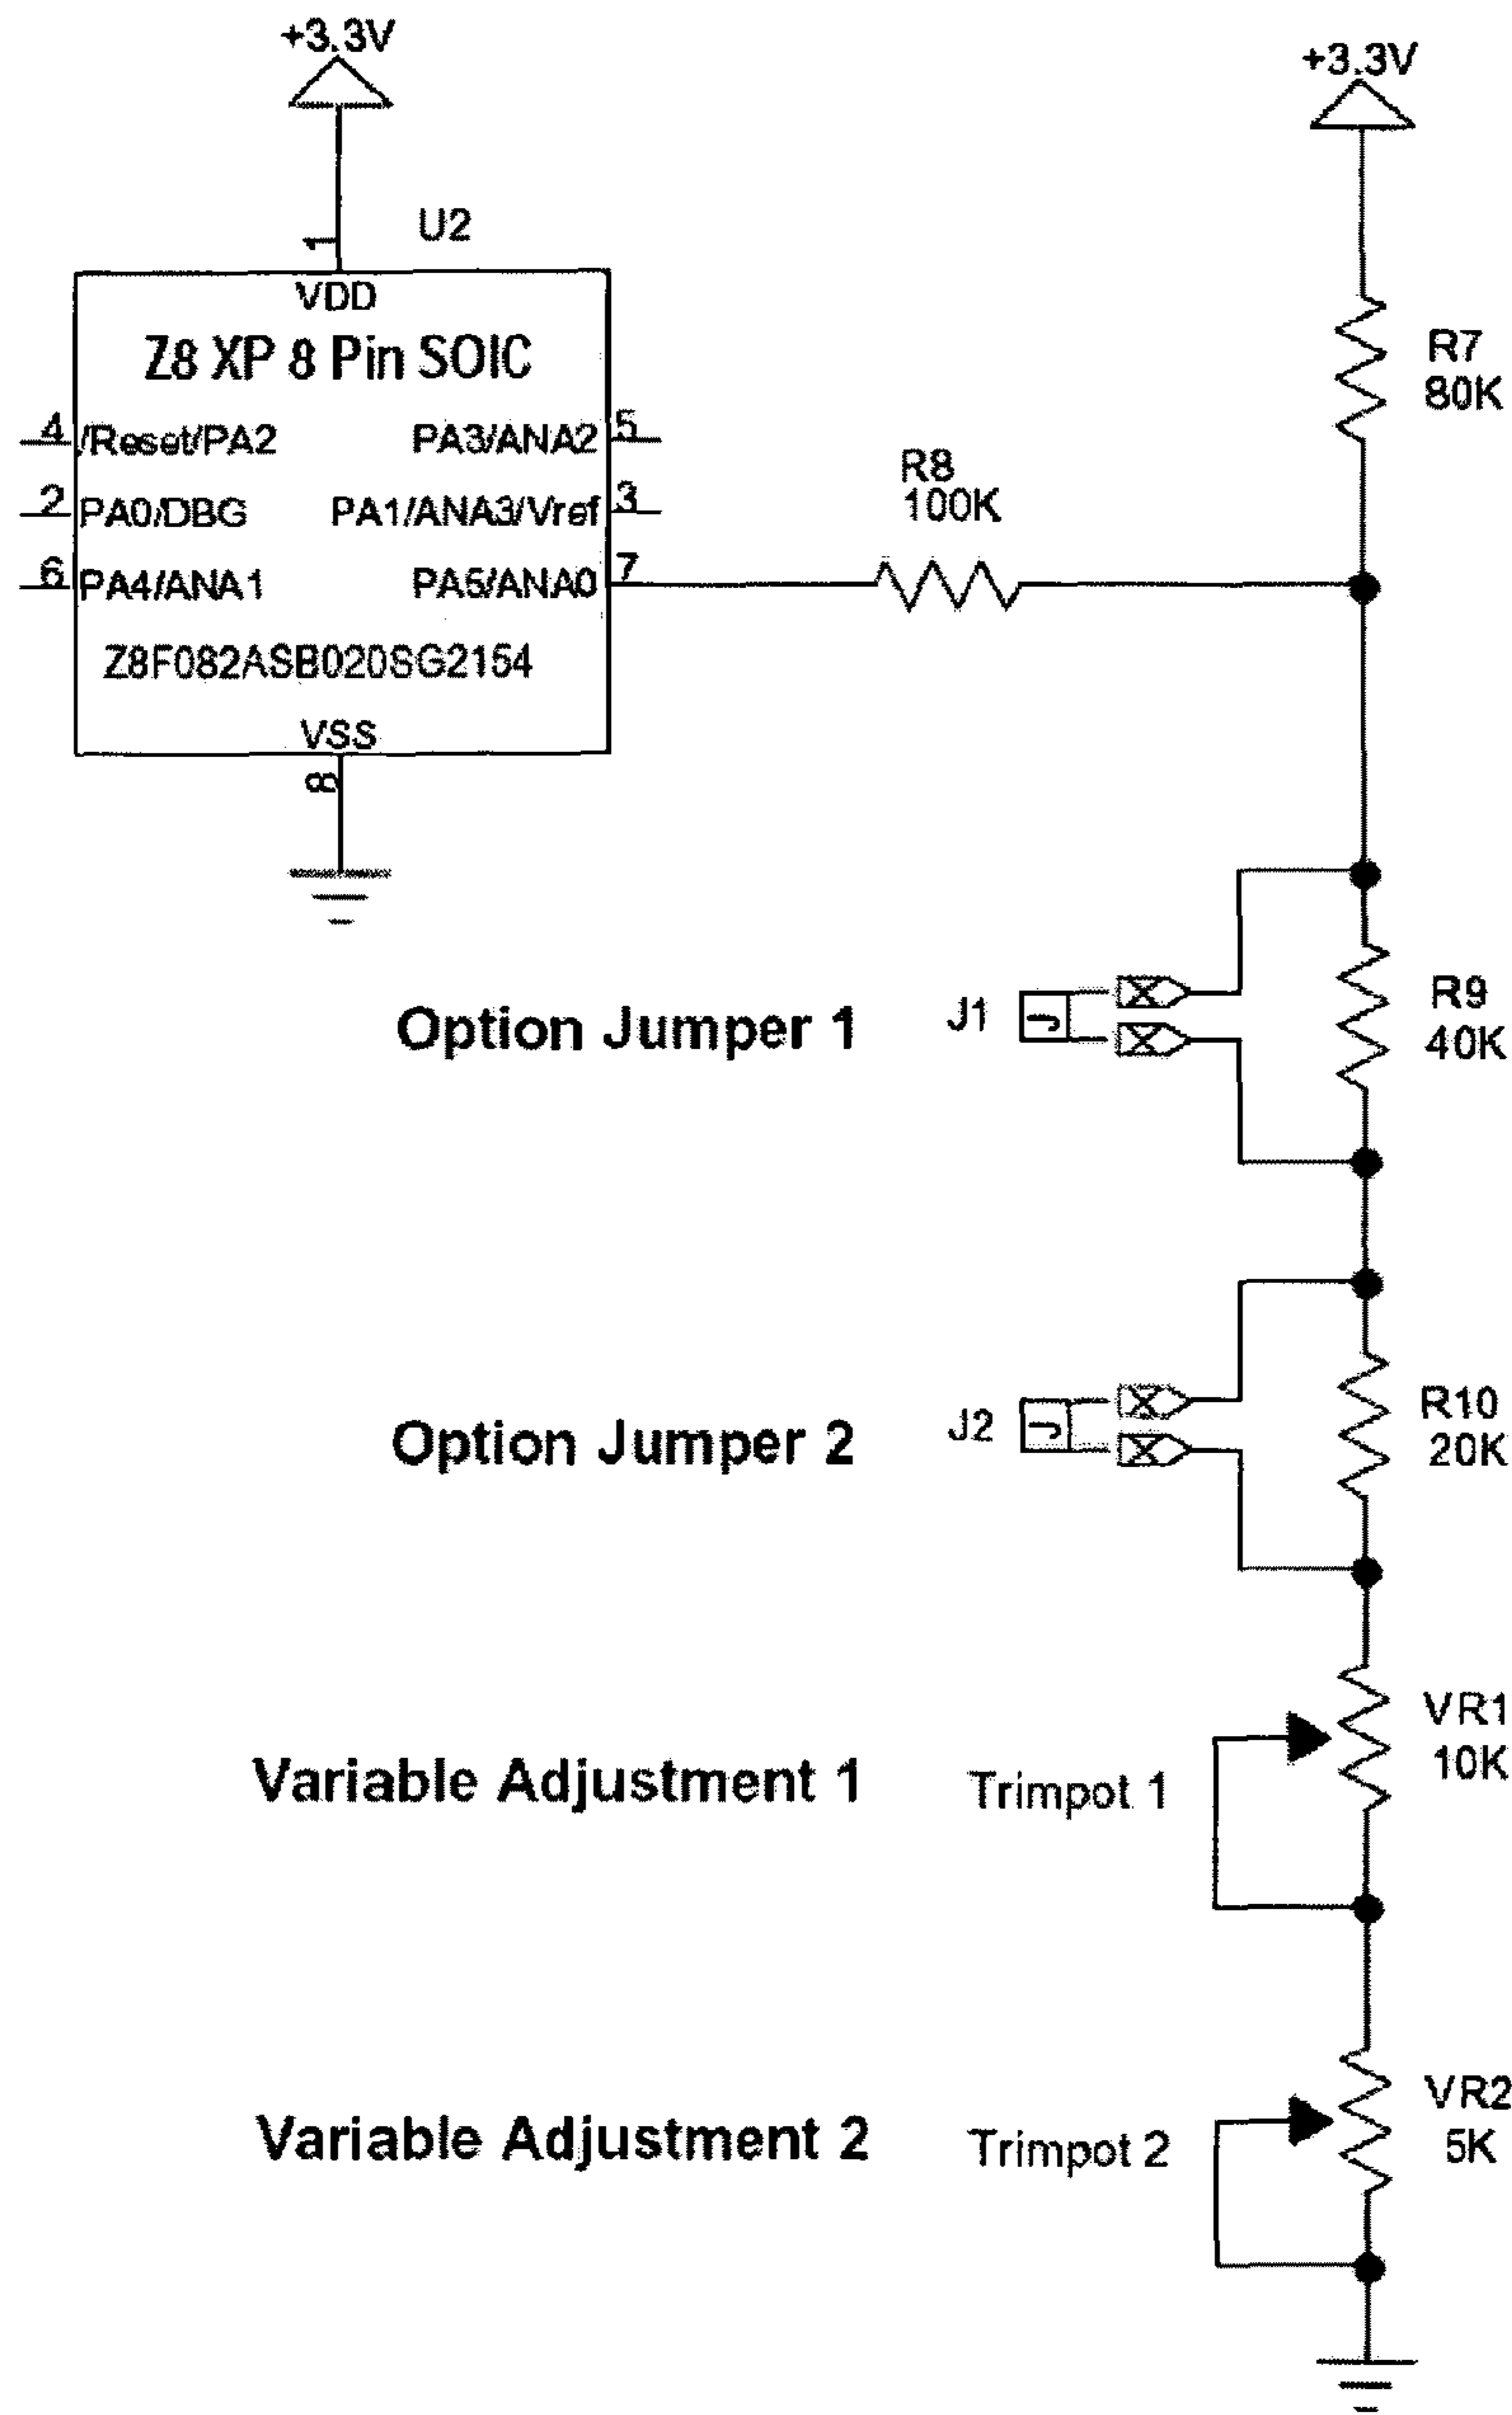 +3.3V
+3.3V
1
U2
VDD
Z8 XP 8 Pin SOIC
R7
80K
4 /Reset/PA2 PA3/ANA2 5
2 PA0/DBG PA1/ANA3/Vref 3
6 PA4/ANA1 PA5/ANA0 7
R8
100K
Z8F082ASB020SG2154
VSS
8
Option Jumper 1
J1
J
R9
40K
Option Jumper 2
J2
J
R10
20K
Variable Adjustment 1
Trimpot 1
VR1
10K
Variable Adjustment 2
Trimpot 2
VR2
5K